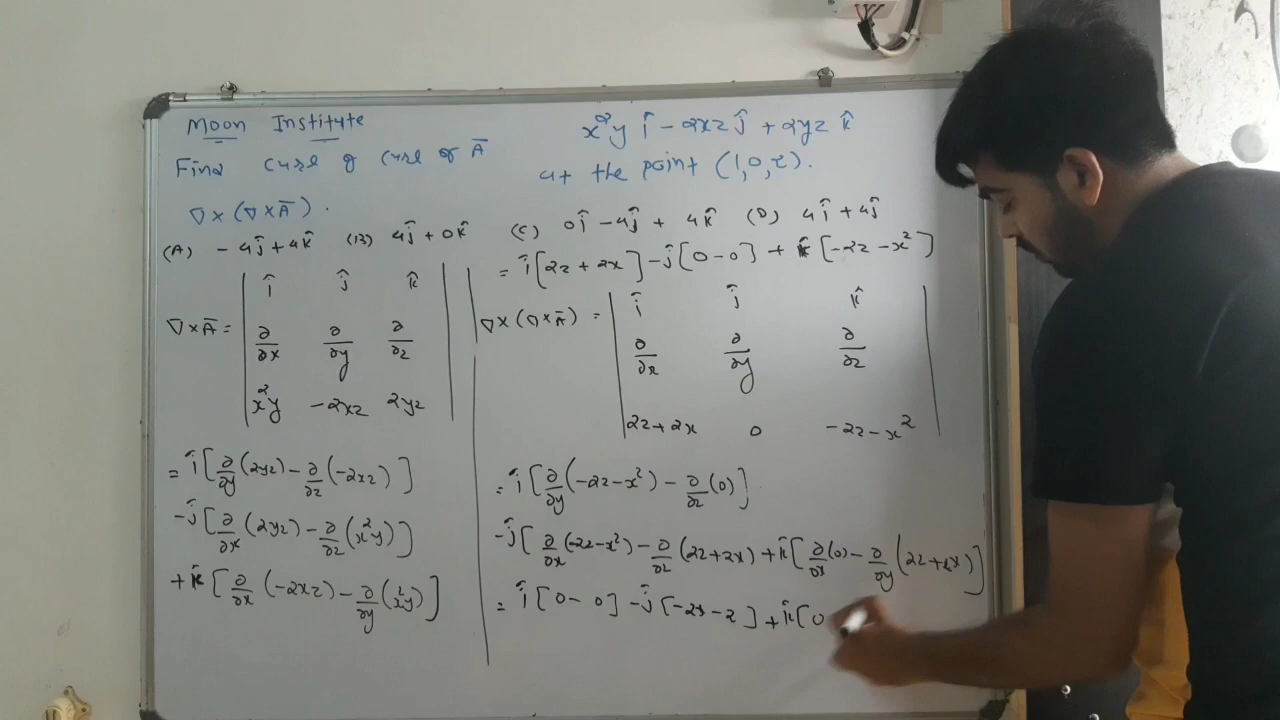 Moon Institute
Find curl of curl of A̅
x²y î − 2xz ĵ + 2yz k̂
at the point (1,0,2).
∇×(∇×A̅).
(A) −4ĵ+4k̂ (B) 4ĵ+0k̂ (C) 0î −4ĵ + 4k̂ (D) 4î+4ĵ
∇×A̅ = | î ĵ k̂ |
∂/∂x ∂/∂y ∂/∂z
x²y −2xz 2yz
= î[∂/∂y(2yz) − ∂/∂z(−2xz)]
−ĵ[∂/∂x(2yz) − ∂/∂z(x²y)]
+k̂[∂/∂x(−2xz) − ∂/∂y(x²y)]
= î[2z+2x] −ĵ[0−0] + k̂[−2z−x²]
∇×(∇×A̅) = | î ĵ k̂ |
∂/∂x ∂/∂y ∂/∂z
2z+2x 0 −2z−x²
= î[∂/∂y(−2z−x²) − ∂/∂z(0)]
−ĵ[∂/∂x(−2z−x²) − ∂/∂z(2z+2x) + k̂[∂/∂x(0) − ∂/∂y(2z+2x)]
= î[0−0] −ĵ[−2x−2] + k̂[0